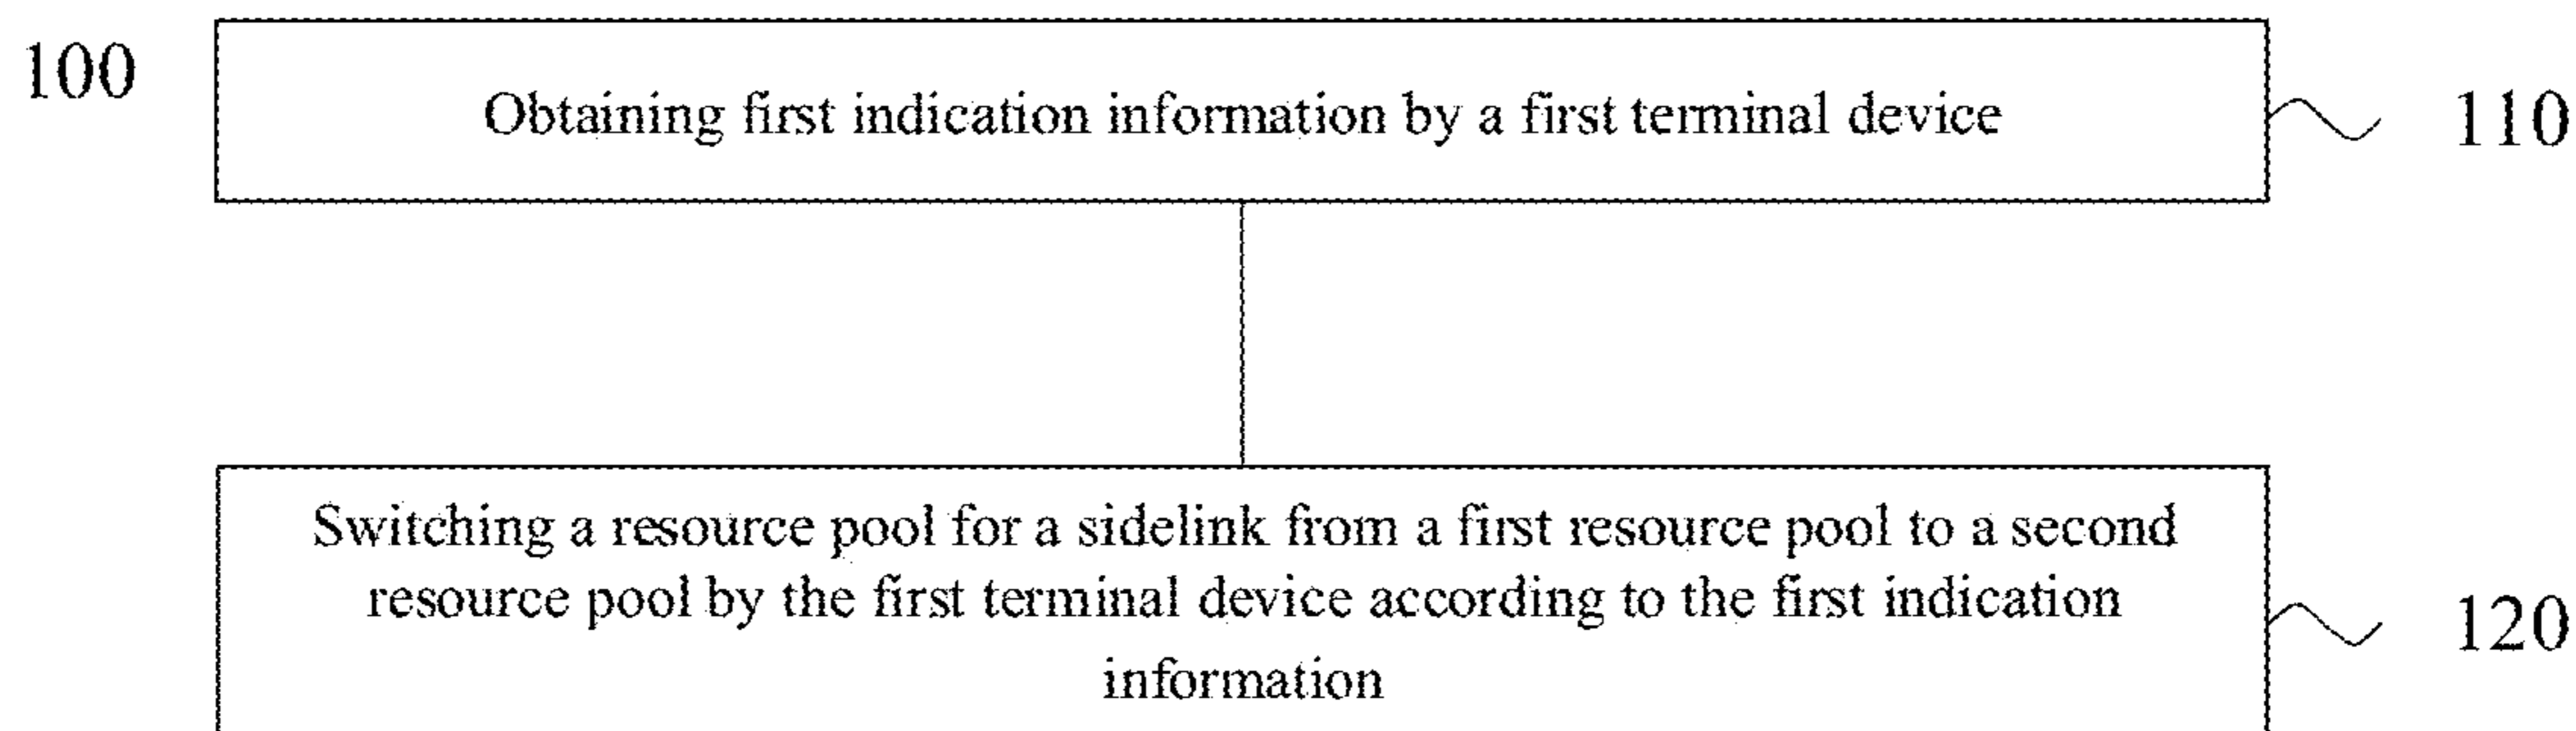 100
Obtaining first indication information by a first terminal device
110
Switching a resource pool for a sidelink from a first resource pool to a second
resource pool by the first terminal device according to the first indication
information
120